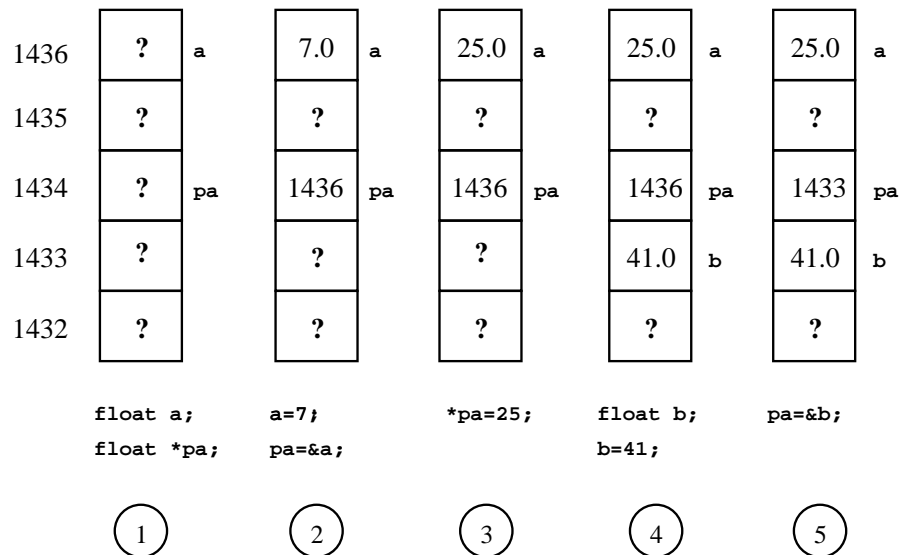 1436 ? a 7.0 a 25.0 a 25.0 a 25.0 a
1435 ? ? ? ? ?
1434 ? pa 1436 pa 1436 pa 1436 pa 1433 pa
1433 ? ? ? 41.0 b 41.0 b
1432 ? ? ? ? ?
float a; a=7; *pa=25; float b; pa=&b;
float *pa; pa=&a; b=41;
1 2 3 4 5